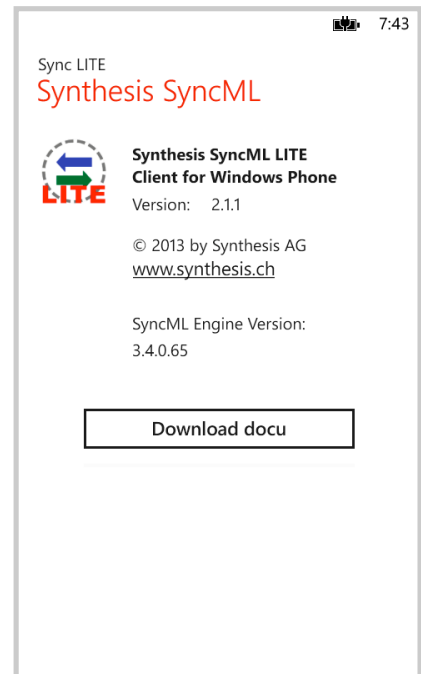 7:43
Sync LITE
Synthesis SyncML
LITE
Synthesis SyncML LITE
Client for Windows Phone
Version: 2.1.1
© 2013 by Synthesis AG
www.synthesis.ch
SyncML Engine Version:
3.4.0.65
Download docu